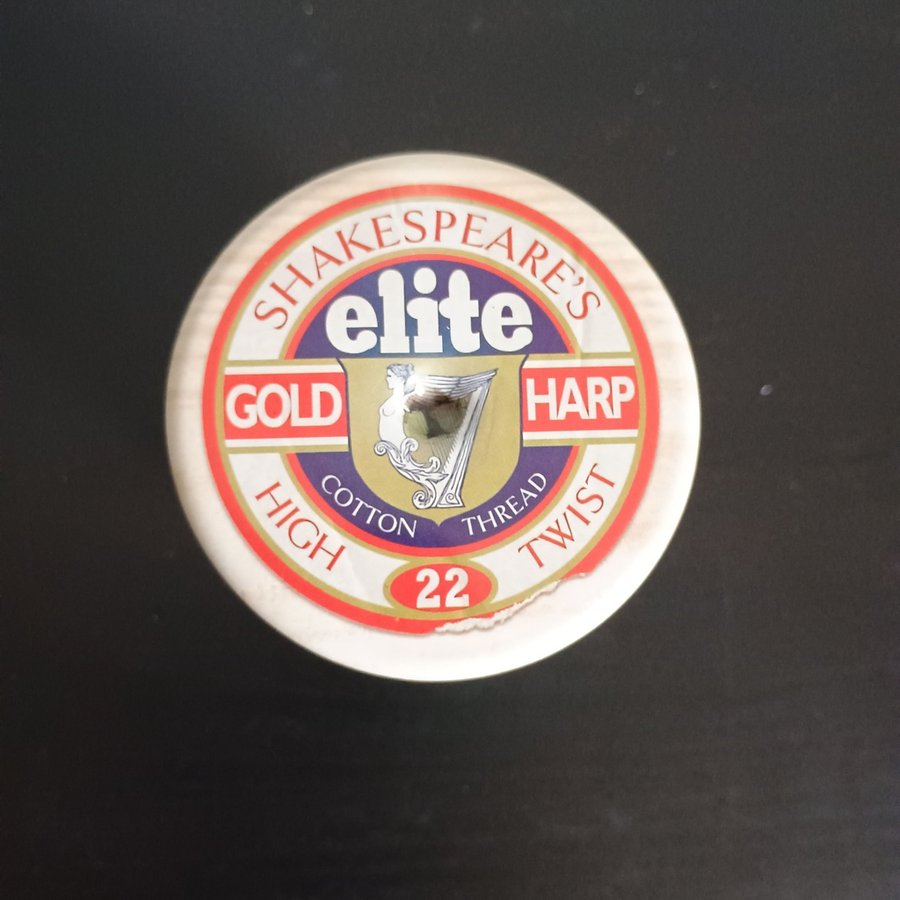 SHAKESPEARE'S
elite
GOLD HARP
COTTON THREAD
HIGH TWIST
22